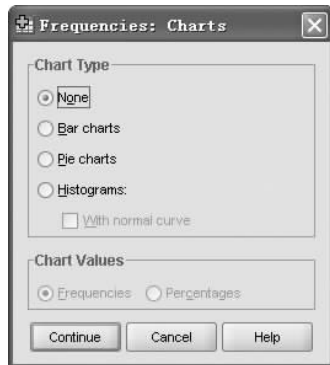 Frequencies: Charts
Chart Type
None
Bar charts
Pie charts
Histograms:
With normal curve
Chart Values
Frequencies Percentages
Continue Cancel Help